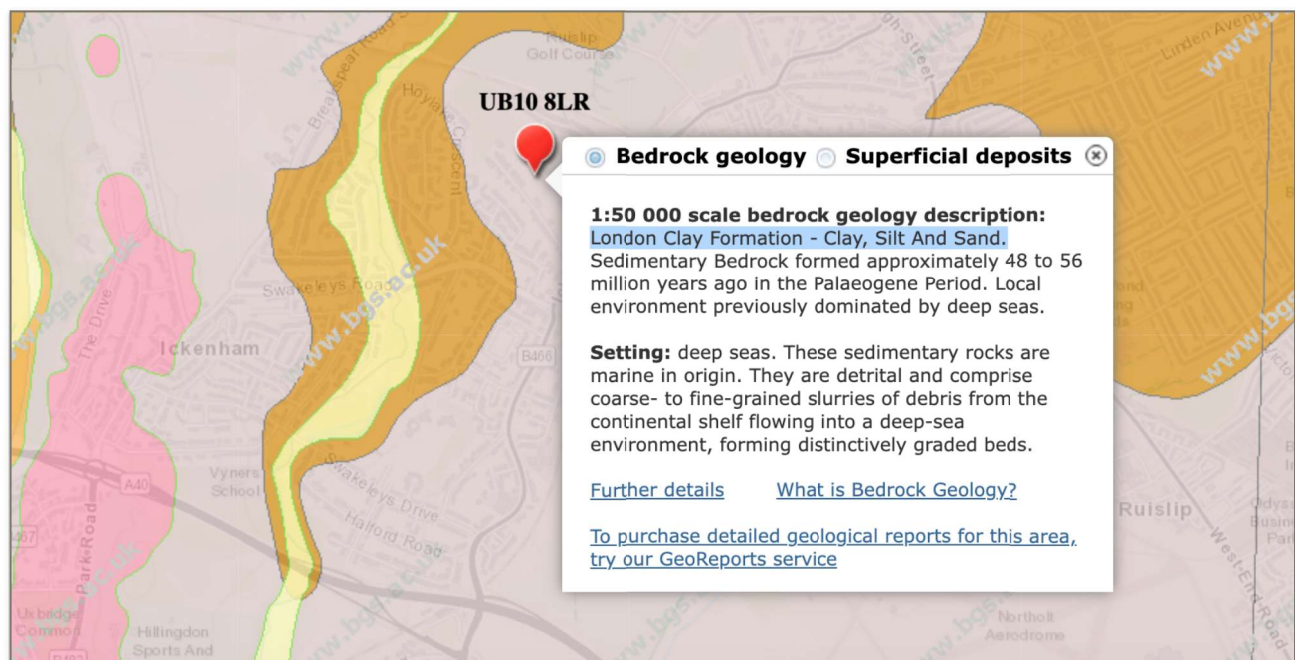 Ruislip
Golf Course
Linden Avenue
www.bgs.ac.uk
UB10 8LR
Bedrock geology Superficial deposits
1:50 000 scale bedrock geology description:
London Clay Formation - Clay, Silt And Sand.
Sedimentary Bedrock formed approximately 48 to 56
million years ago in the Palaeogene Period. Local
environment previously dominated by deep seas.
Setting: deep seas. These sedimentary rocks are
marine in origin. They are detrital and comprise
coarse- to fine-grained slurries of debris from the
continental shelf flowing into a deep-sea
environment, forming distinctively graded beds.
Further details What is Bedrock Geology?
To purchase detailed geological reports for this area,
try our GeoReports service
Hoylake Crescent
Swakeleys Road
The Drive
Ickenham
B466
Vyners
School
A40
Park Road
Swakeleys Drive
Halford Road
Ruislip
West End Road
Uxbridge
Common
Hillingdon
Sports And
Northolt
Aerodrome